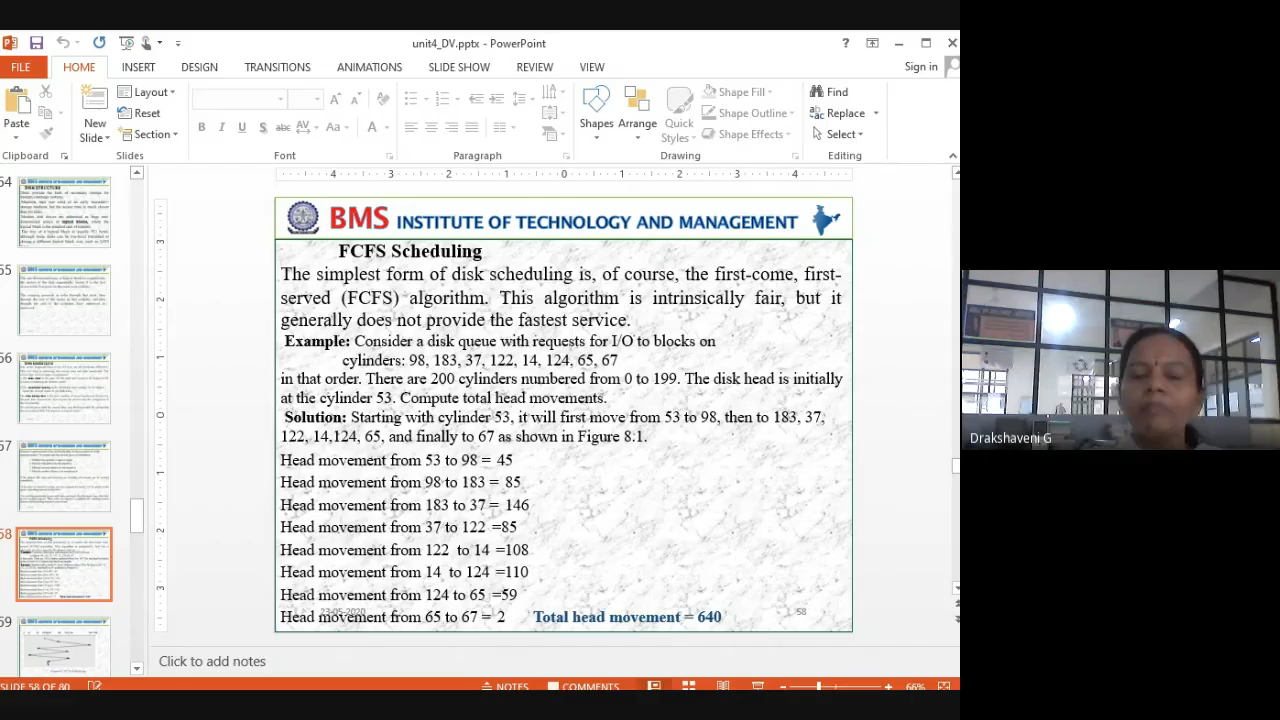 unit4_DV.pptx - PowerPoint
FILE HOME INSERT DESIGN TRANSITIONS ANIMATIONS SLIDE SHOW REVIEW VIEW Sign in
Paste
New
Slide
Layout
Reset
Section
Shapes
Arrange
Quick
Styles
Shape Fill
Shape Outline
Shape Effects
Find
Replace
Select
Clipboard Slides Font Paragraph Drawing Editing
BMS INSTITUTE OF TECHNOLOGY AND MANAGEMENT
FCFS Scheduling
The simplest form of disk scheduling is, of course, the first-come, first-
served (FCFS) algorithm. This algorithm is intrinsically fair, but it
generally does not provide the fastest service.
Example: Consider a disk queue with requests for I/O to blocks on
cylinders: 98, 183, 37, 122, 14, 124, 65, 67
in that order. There are 200 cylinder numbered from 0 to 199. The disk head is initially
at the cylinder 53. Compute total head movements.
Solution: Starting with cylinder 53, it will first move from 53 to 98, then to 183, 37,
122, 14,124, 65, and finally to 67 as shown in Figure 8.1.
Head movement from 53 to 98 = 45
Head movement from 98 to 183 = 85
Head movement from 183 to 37 =146
Head movement from 37 to 122 =85
Head movement from 122 to 14 =108
Head movement from 14 to 124 =110
Head movement from 124 to 65 =59
Head movement from 65 to 67 = 2 Total head movement = 640
23-05-2020
58
54
55
56
57
58
59
Click to add notes
SLIDE 58 OF 80
NOTES
COMMENTS
66%
Drakshaveni G